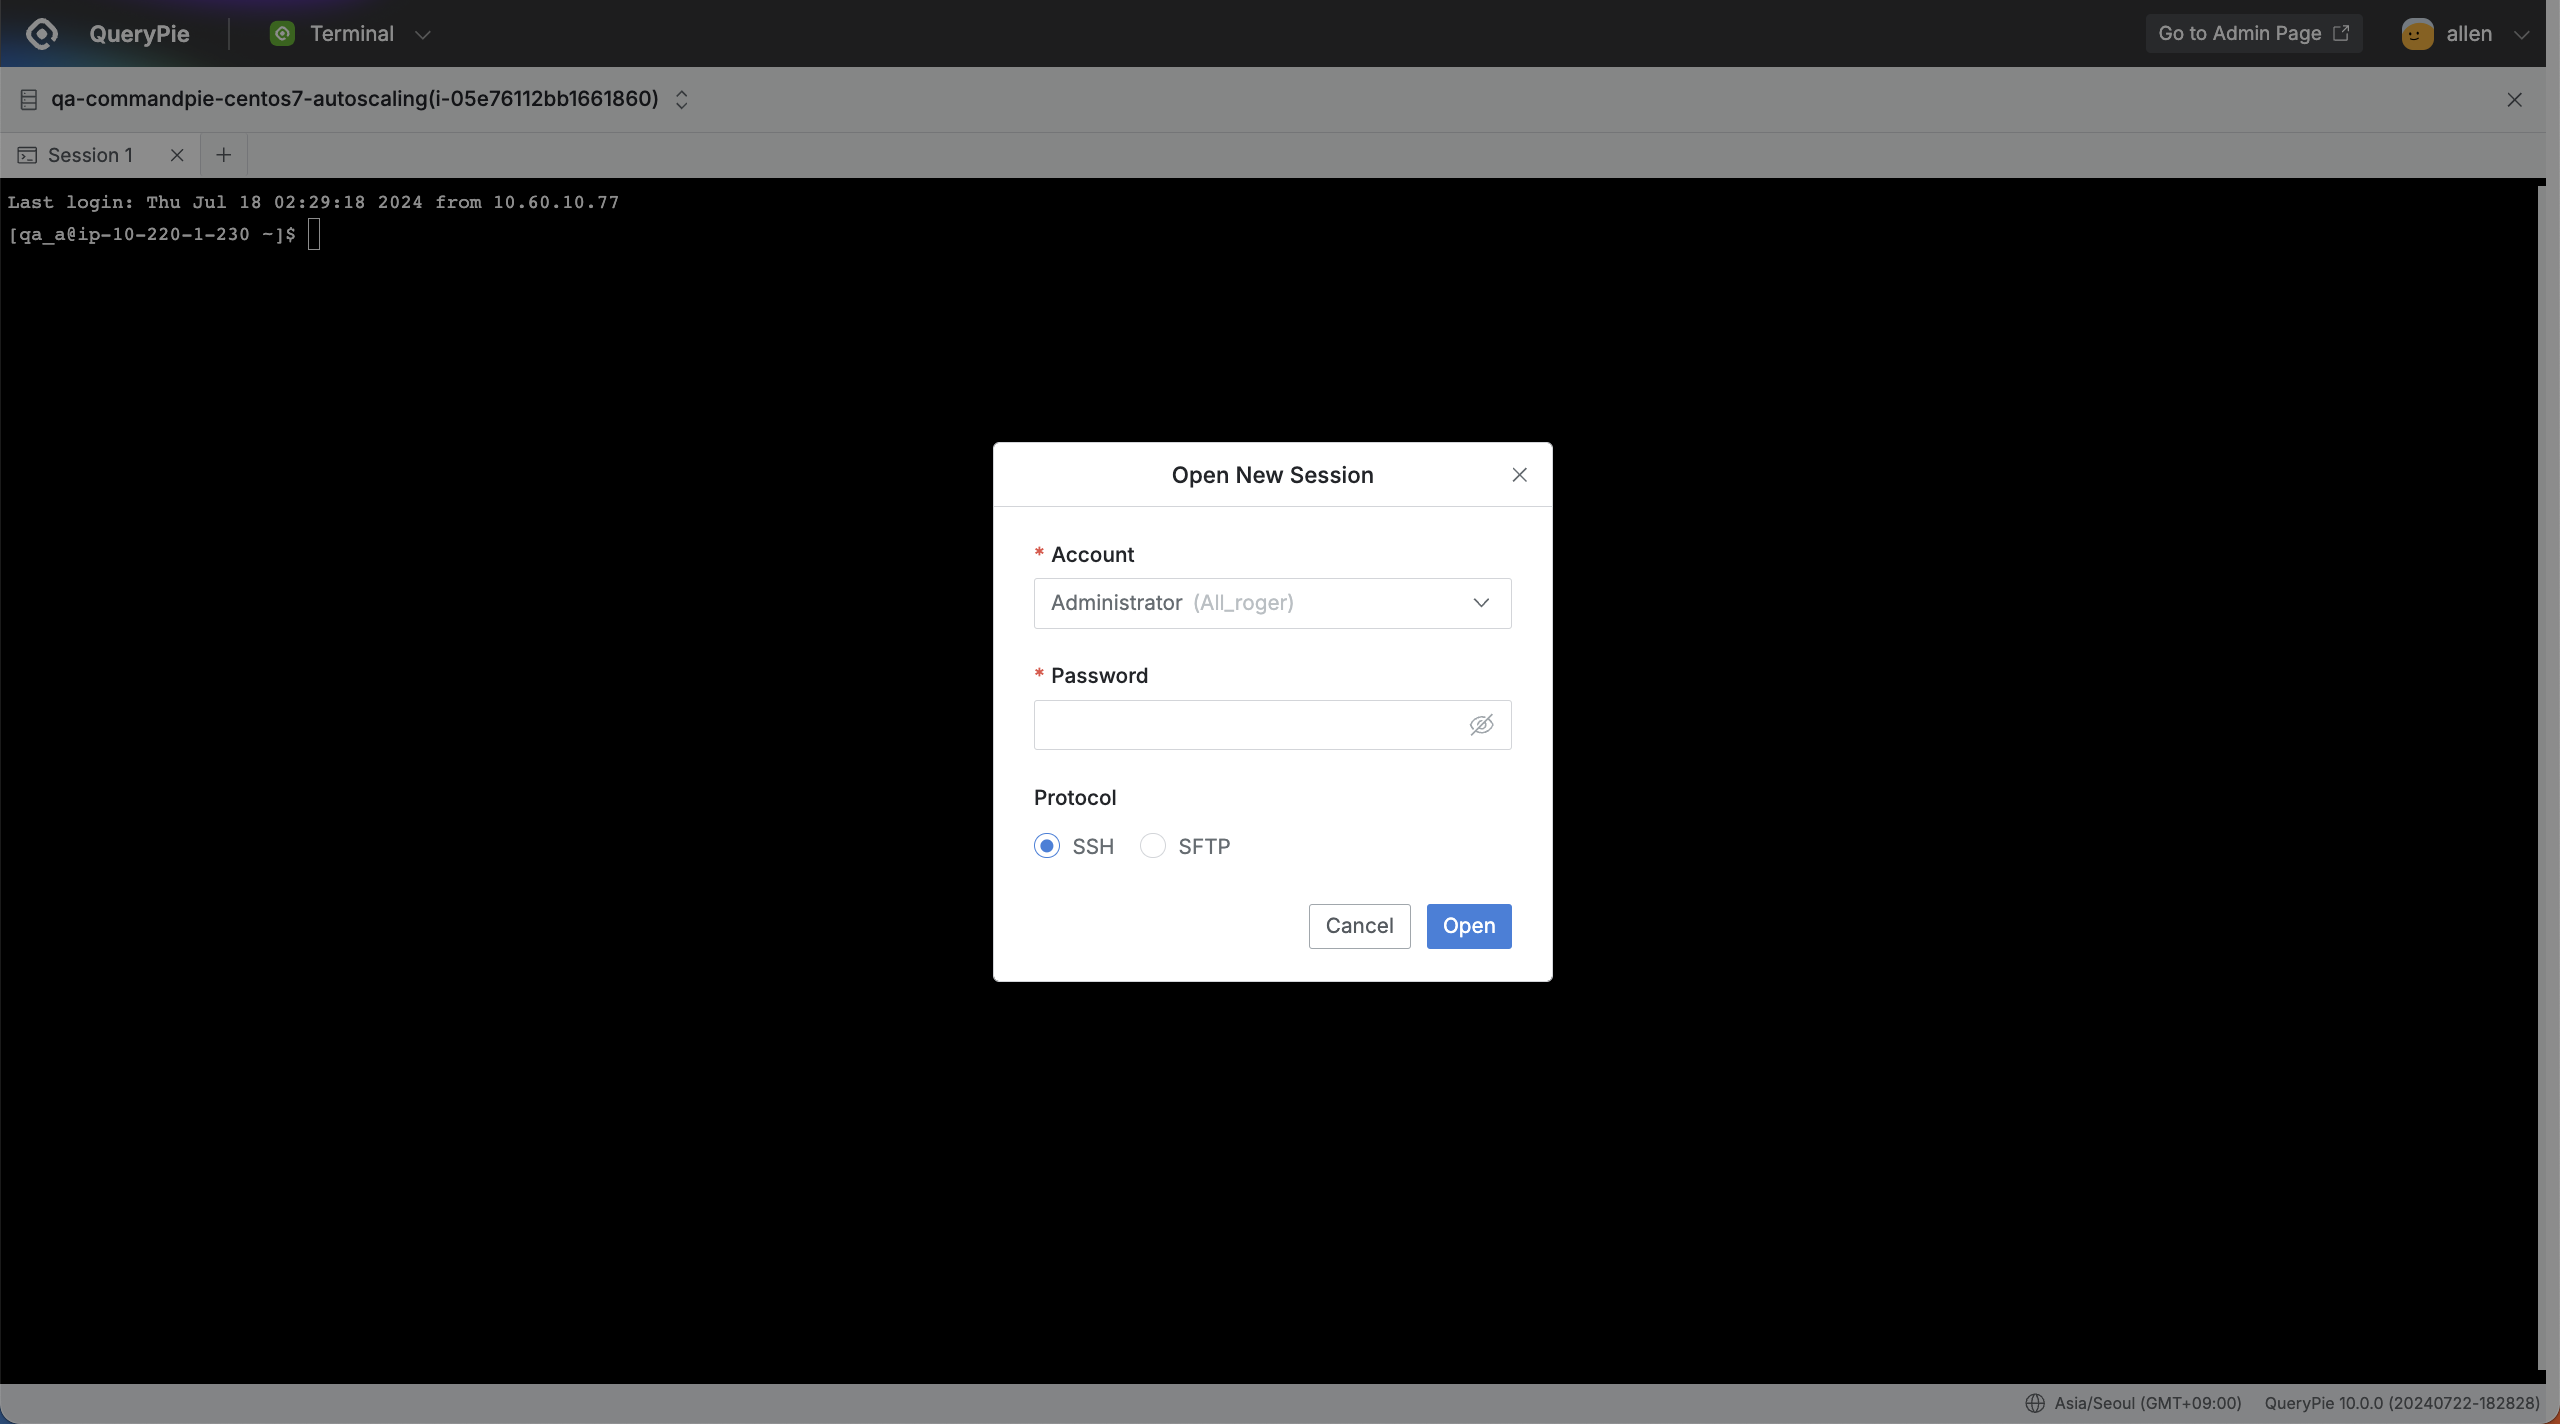 QueryPie
Terminal
Go to Admin Page
allen
qa-commandpie-centos7-autoscaling(i-05e76112bb1661860)
Session 1
Last login: Thu Jul 18 02:29:18 2024 from 10.60.10.77
[qa_a@ip-10-220-1-230 ~]$
Open New Session
* Account
Administrator (All_roger)
* Password
Protocol
SSH SFTP
Cancel Open
Asia/Seoul (GMT+09:00) QueryPie 10.0.0 (20240722-182828)